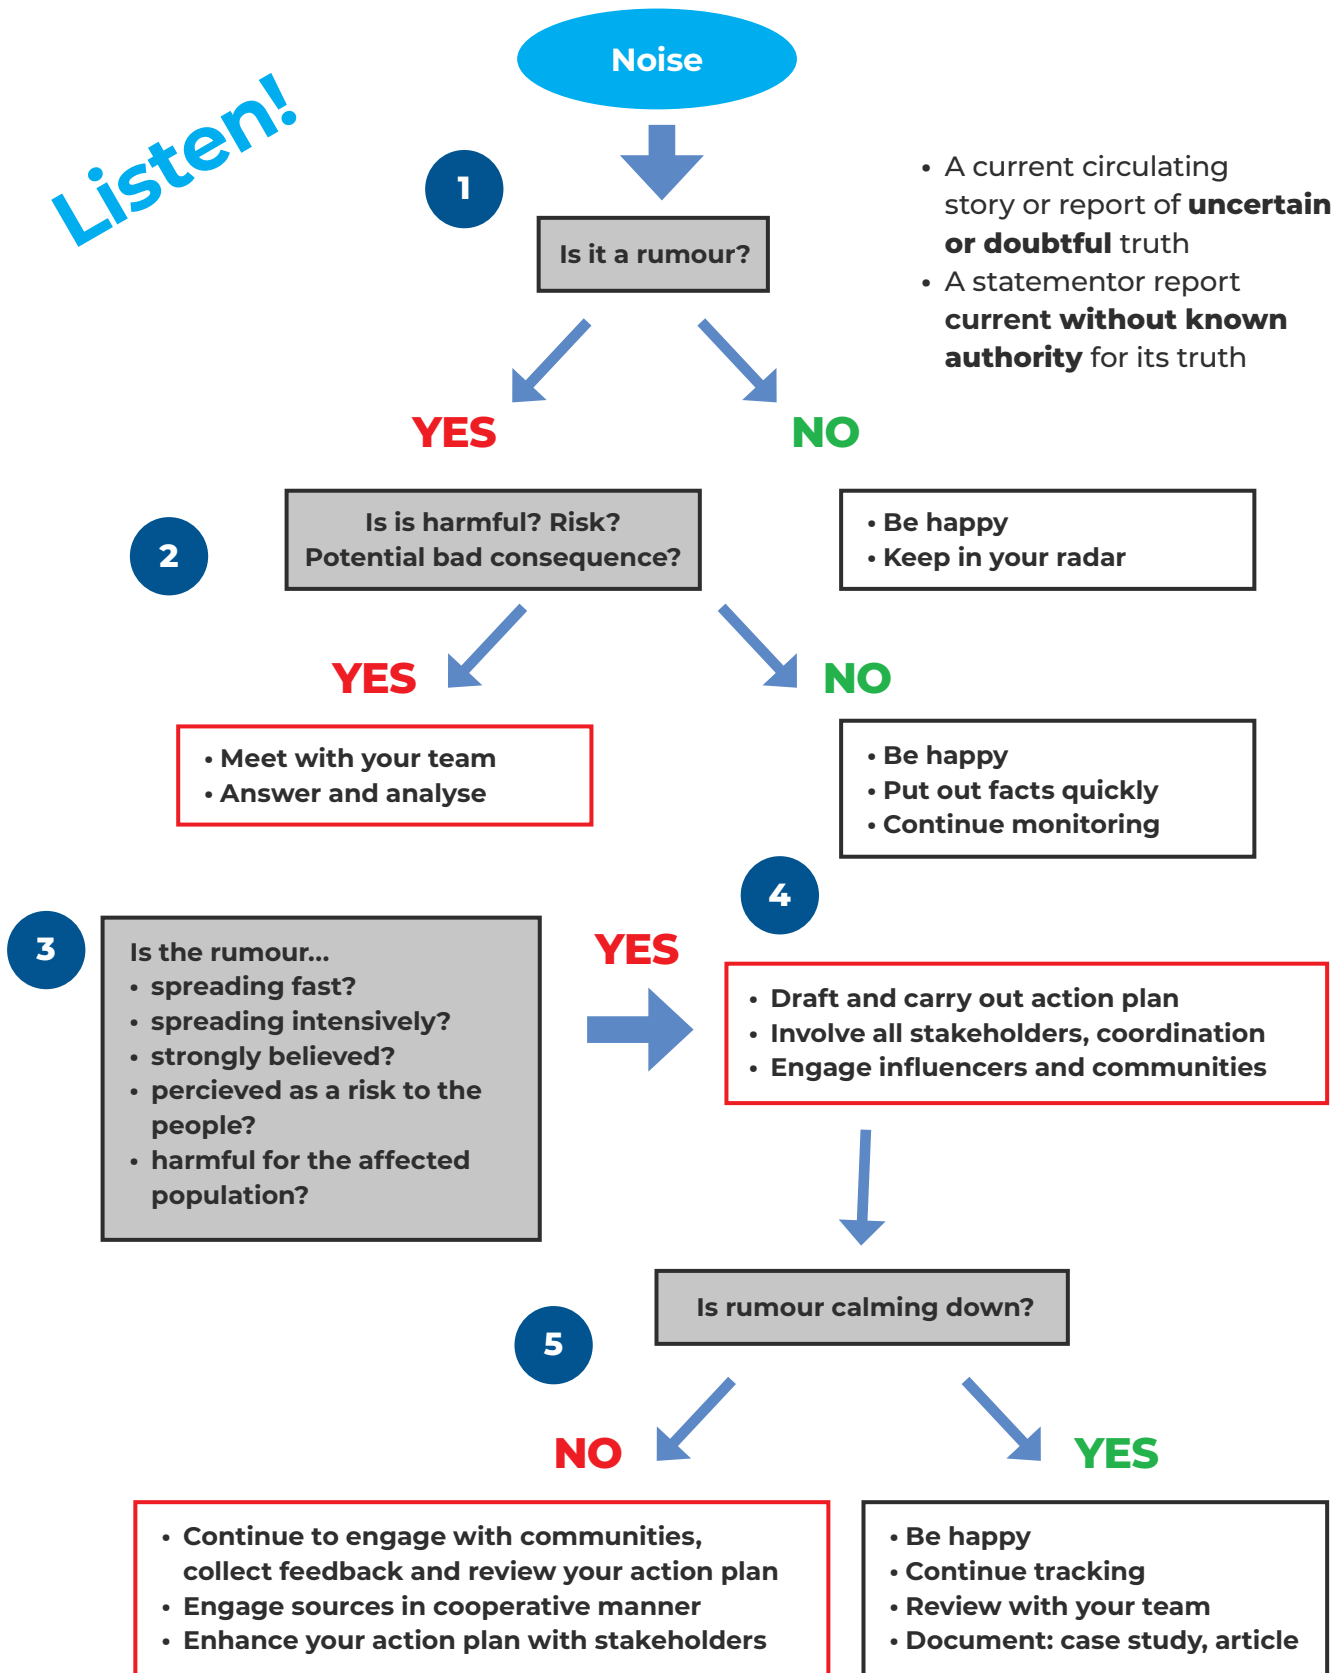 Noise
Listen!
1
Is it a rumour?
• A current circulating
story or report of uncertain
or doubtful truth
• A statementor report
current without known
authority for its truth
YES
NO
2
Is is harmful? Risk?
Potential bad consequence?
• Be happy
• Keep in your radar
YES
NO
• Meet with your team
• Answer and analyse
• Be happy
• Put out facts quickly
• Continue monitoring
3
Is the rumour...
• spreading fast?
• spreading intensively?
• strongly believed?
• percieved as a risk to the
people?
• harmful for the affected
population?
YES
4
• Draft and carry out action plan
• Involve all stakeholders, coordination
• Engage influencers and communities
5
Is rumour calming down?
NO
YES
• Continue to engage with communities,
collect feedback and review your action plan
• Engage sources in cooperative manner
• Enhance your action plan with stakeholders
• Be happy
• Continue tracking
• Review with your team
• Document: case study, article